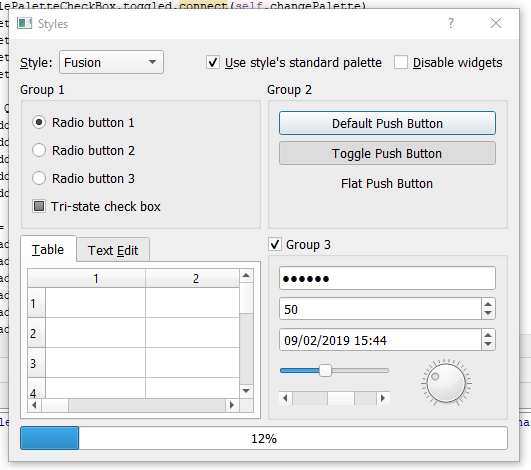 lePaletteCheckBox.toggled.connect(self.changePalette)
Styles
?
Style: Fusion Use style's standard palette Disable widgets
Group 1 Group 2
Radio button 1 Default Push Button
Radio button 2 Toggle Push Button
Radio button 3 Flat Push Button
Tri-state check box
Table Text Edit Group 3
1 2
1
2 50
3 09/02/2019 15:44
4
12%